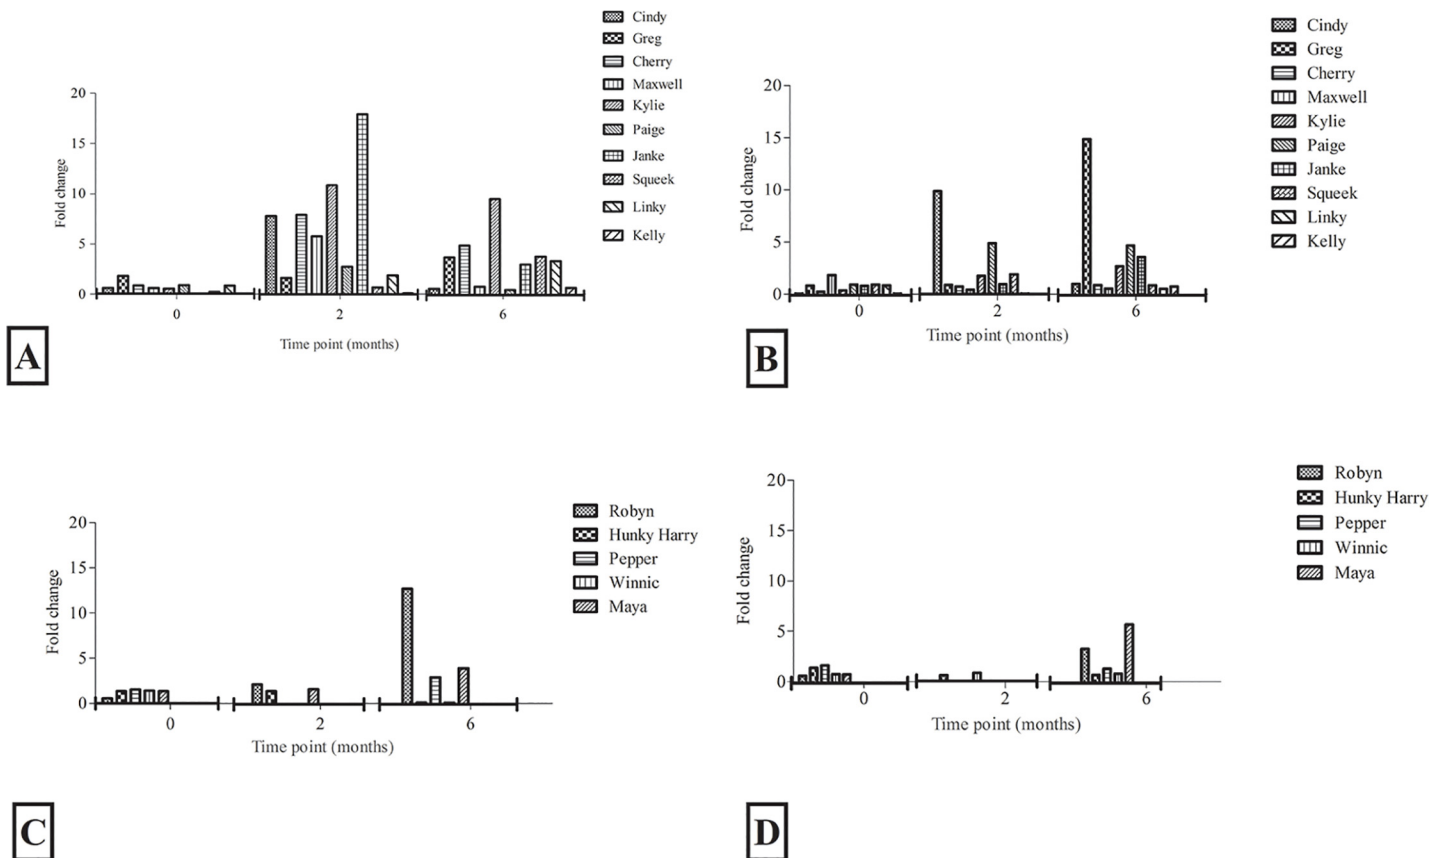 Cindy
Greg
Cherry
Maxwell
Kylie
Paige
Janke
Squeek
Linky
Kelly
20
15
10
5
0
Fold change
0
2
6
Time point (months)
A
Cindy
Greg
Cherry
Maxwell
Kylie
Paige
Janke
Squeek
Linky
Kelly
20
15
10
5
0
Fold change
0
2
6
Time point (months)
B
Robyn
Hunky Harry
Pepper
Winnic
Maya
20
15
10
5
0
Fold change
0
2
6
Time point (months)
C
Robyn
Hunky Harry
Pepper
Winnic
Maya
20
15
10
5
0
Fold change
0
2
6
Time point (months)
D